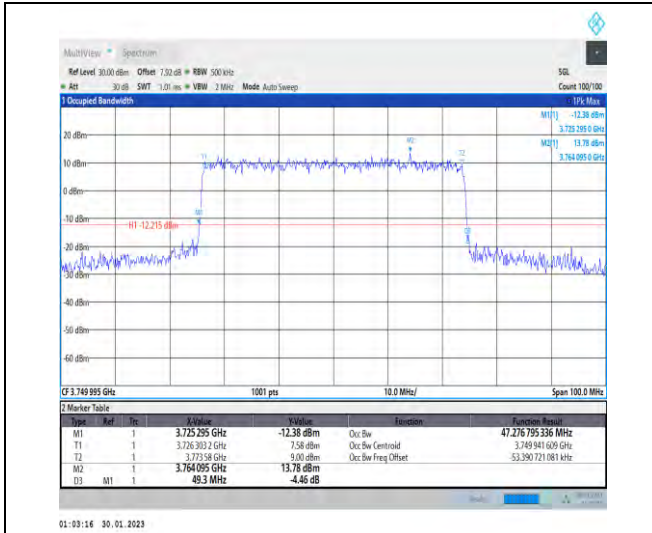 MultiView Spectrum
Ref Level 30.00 dBm Offset 7.92 dB RBW 500 kHz SGL
Att 30 dB SWT 1.01 ms VBW 2 MHz Mode Auto Sweep Count 100/100
1 Occupied Bandwidth 1Pk Max
M1[1] -12.38 dBm
3.725 295 0 GHz
M2[1] 13.78 dBm
3.764 095 0 GHz
20 dBm
M2
T1 T2
10 dBm
0 dBm
-10 dBm
M1
H1 -12.215 dBm
D3
-20 dBm
-30 dBm
-40 dBm
-50 dBm
-60 dBm
CF 3.749 995 GHz 1001 pts 10.0 MHz/ Span 100.0 MHz
2 Marker Table
Type Ref Trc X-Value Y-Value Function Function Result
M1 1 3.725 295 GHz -12.38 dBm Occ Bw 47.276 795 336 MHz
T1 1 3.726 303 2 GHz 7.58 dBm Occ Bw Centroid 3.749 941 609 GHz
T2 1 3.773 58 GHz 9.00 dBm Occ Bw Freq Offset -53.390 721 081 kHz
M2 1 3.764 095 GHz 13.78 dBm
D3 M1 1 49.3 MHz -4.46 dB
01:03:16 30.01.2023